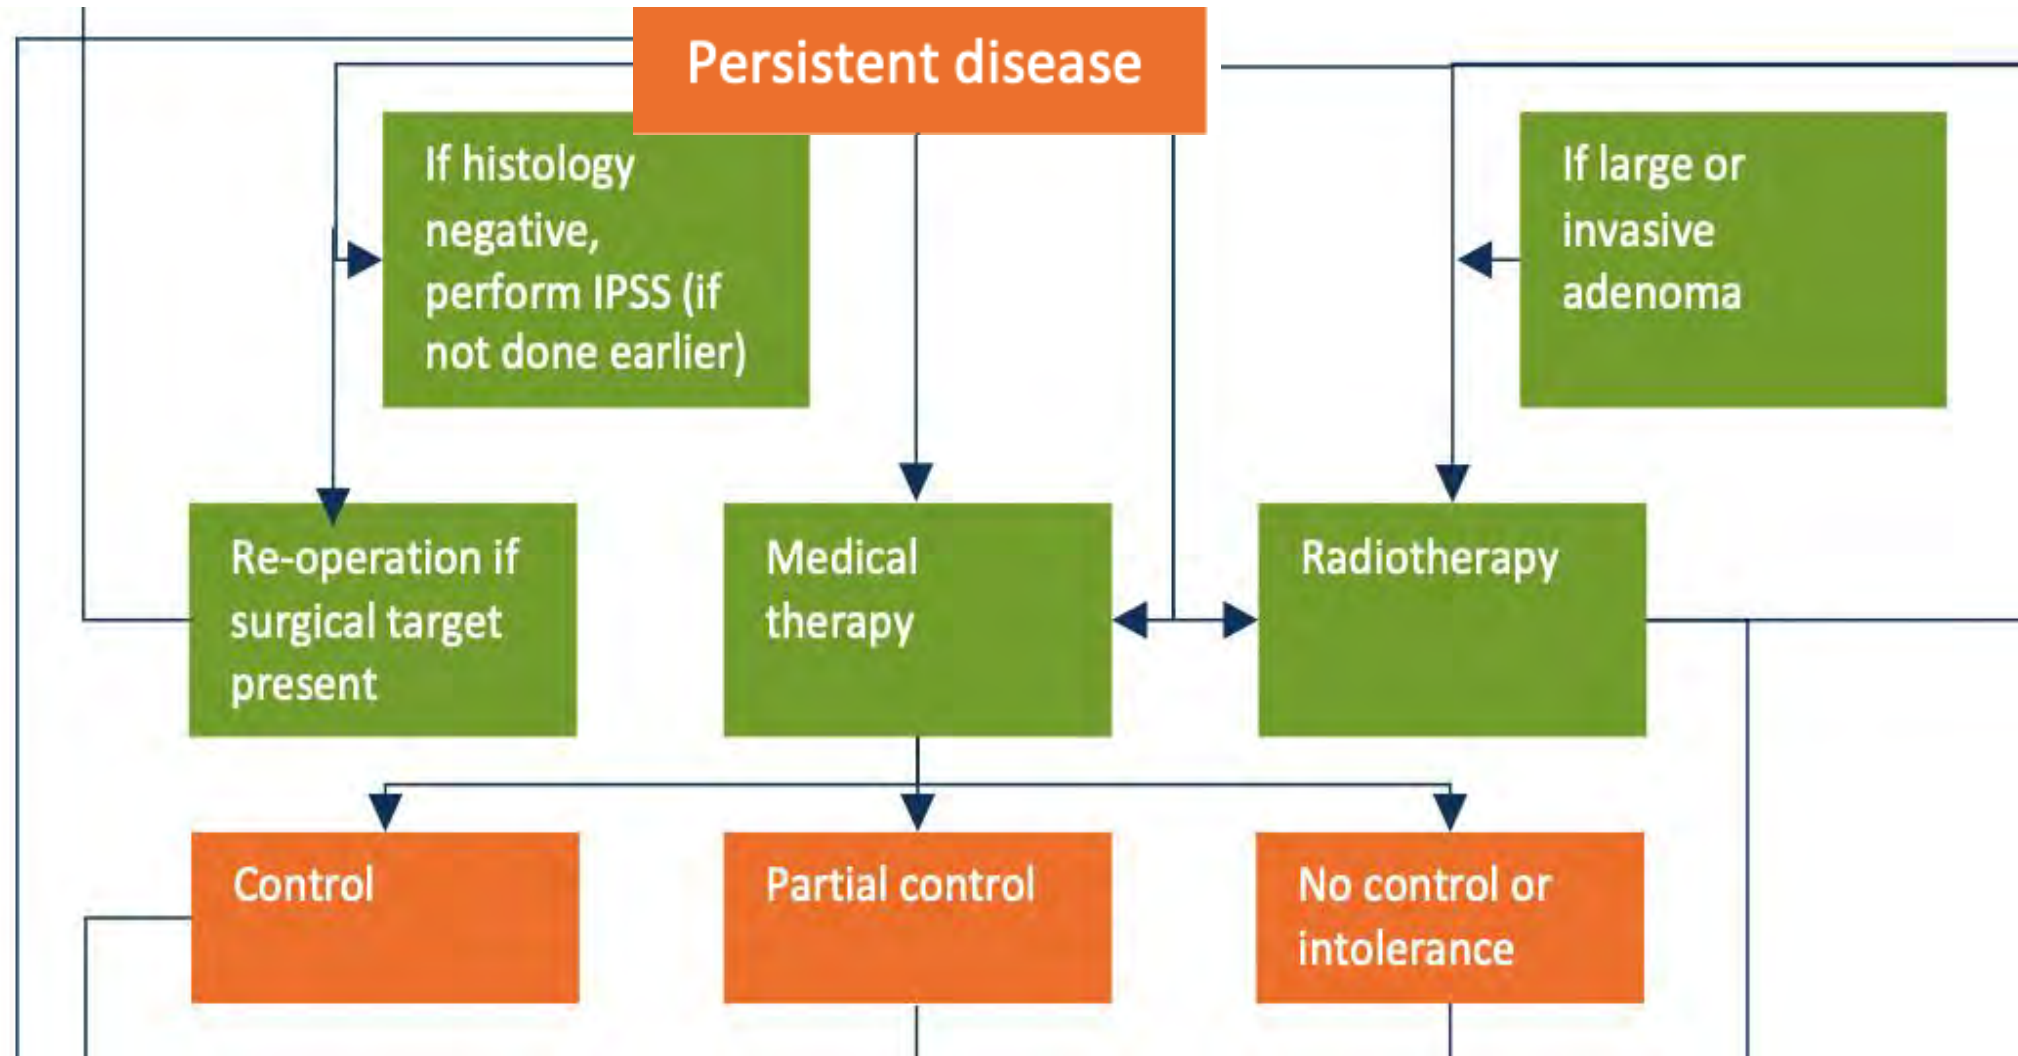 Persistent disease
If histology
negative,
perform IPSS (if
not done earlier)
If large or
invasive
adenoma
Re-operation if
surgical target
present
Medical
therapy
Radiotherapy
Control
Partial control
No control or
intolerance